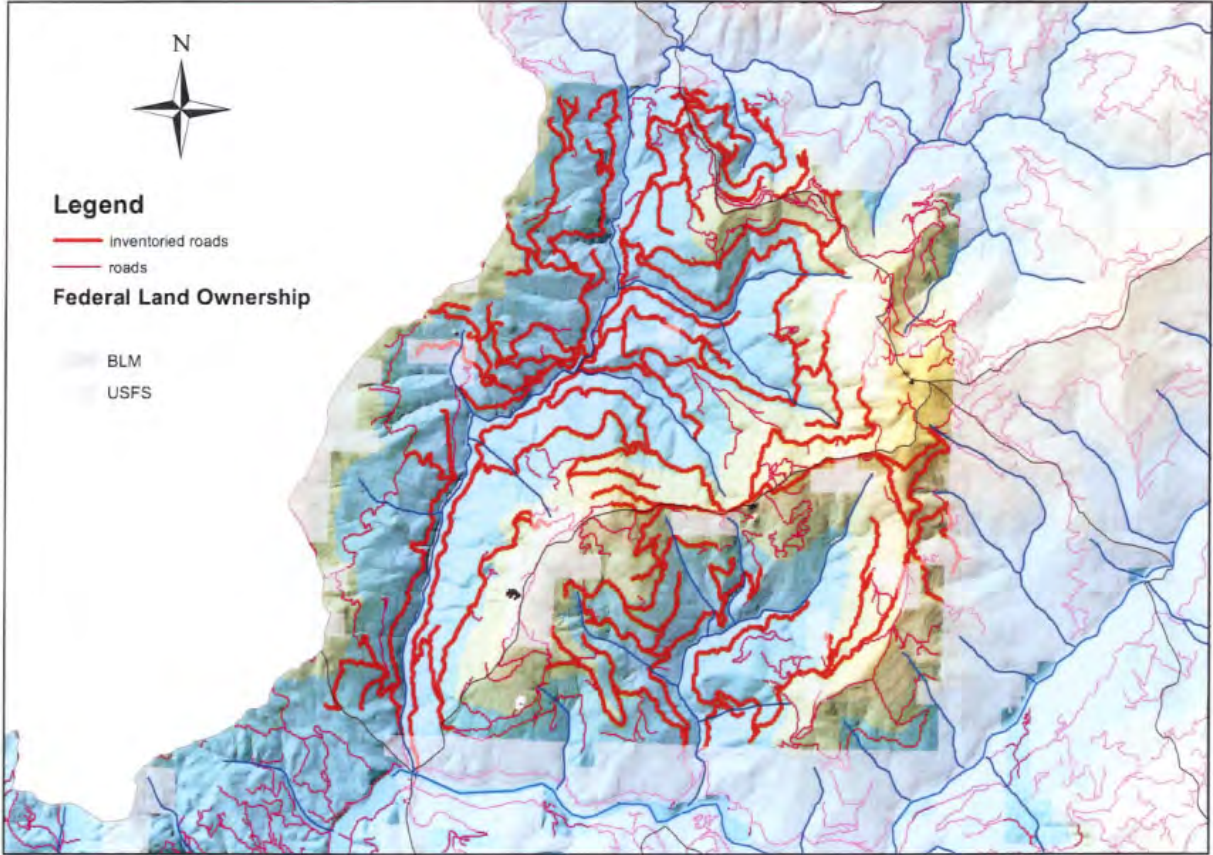 N
Legend
inventoried roads
roads
Federal Land Ownership
BLM
USFS